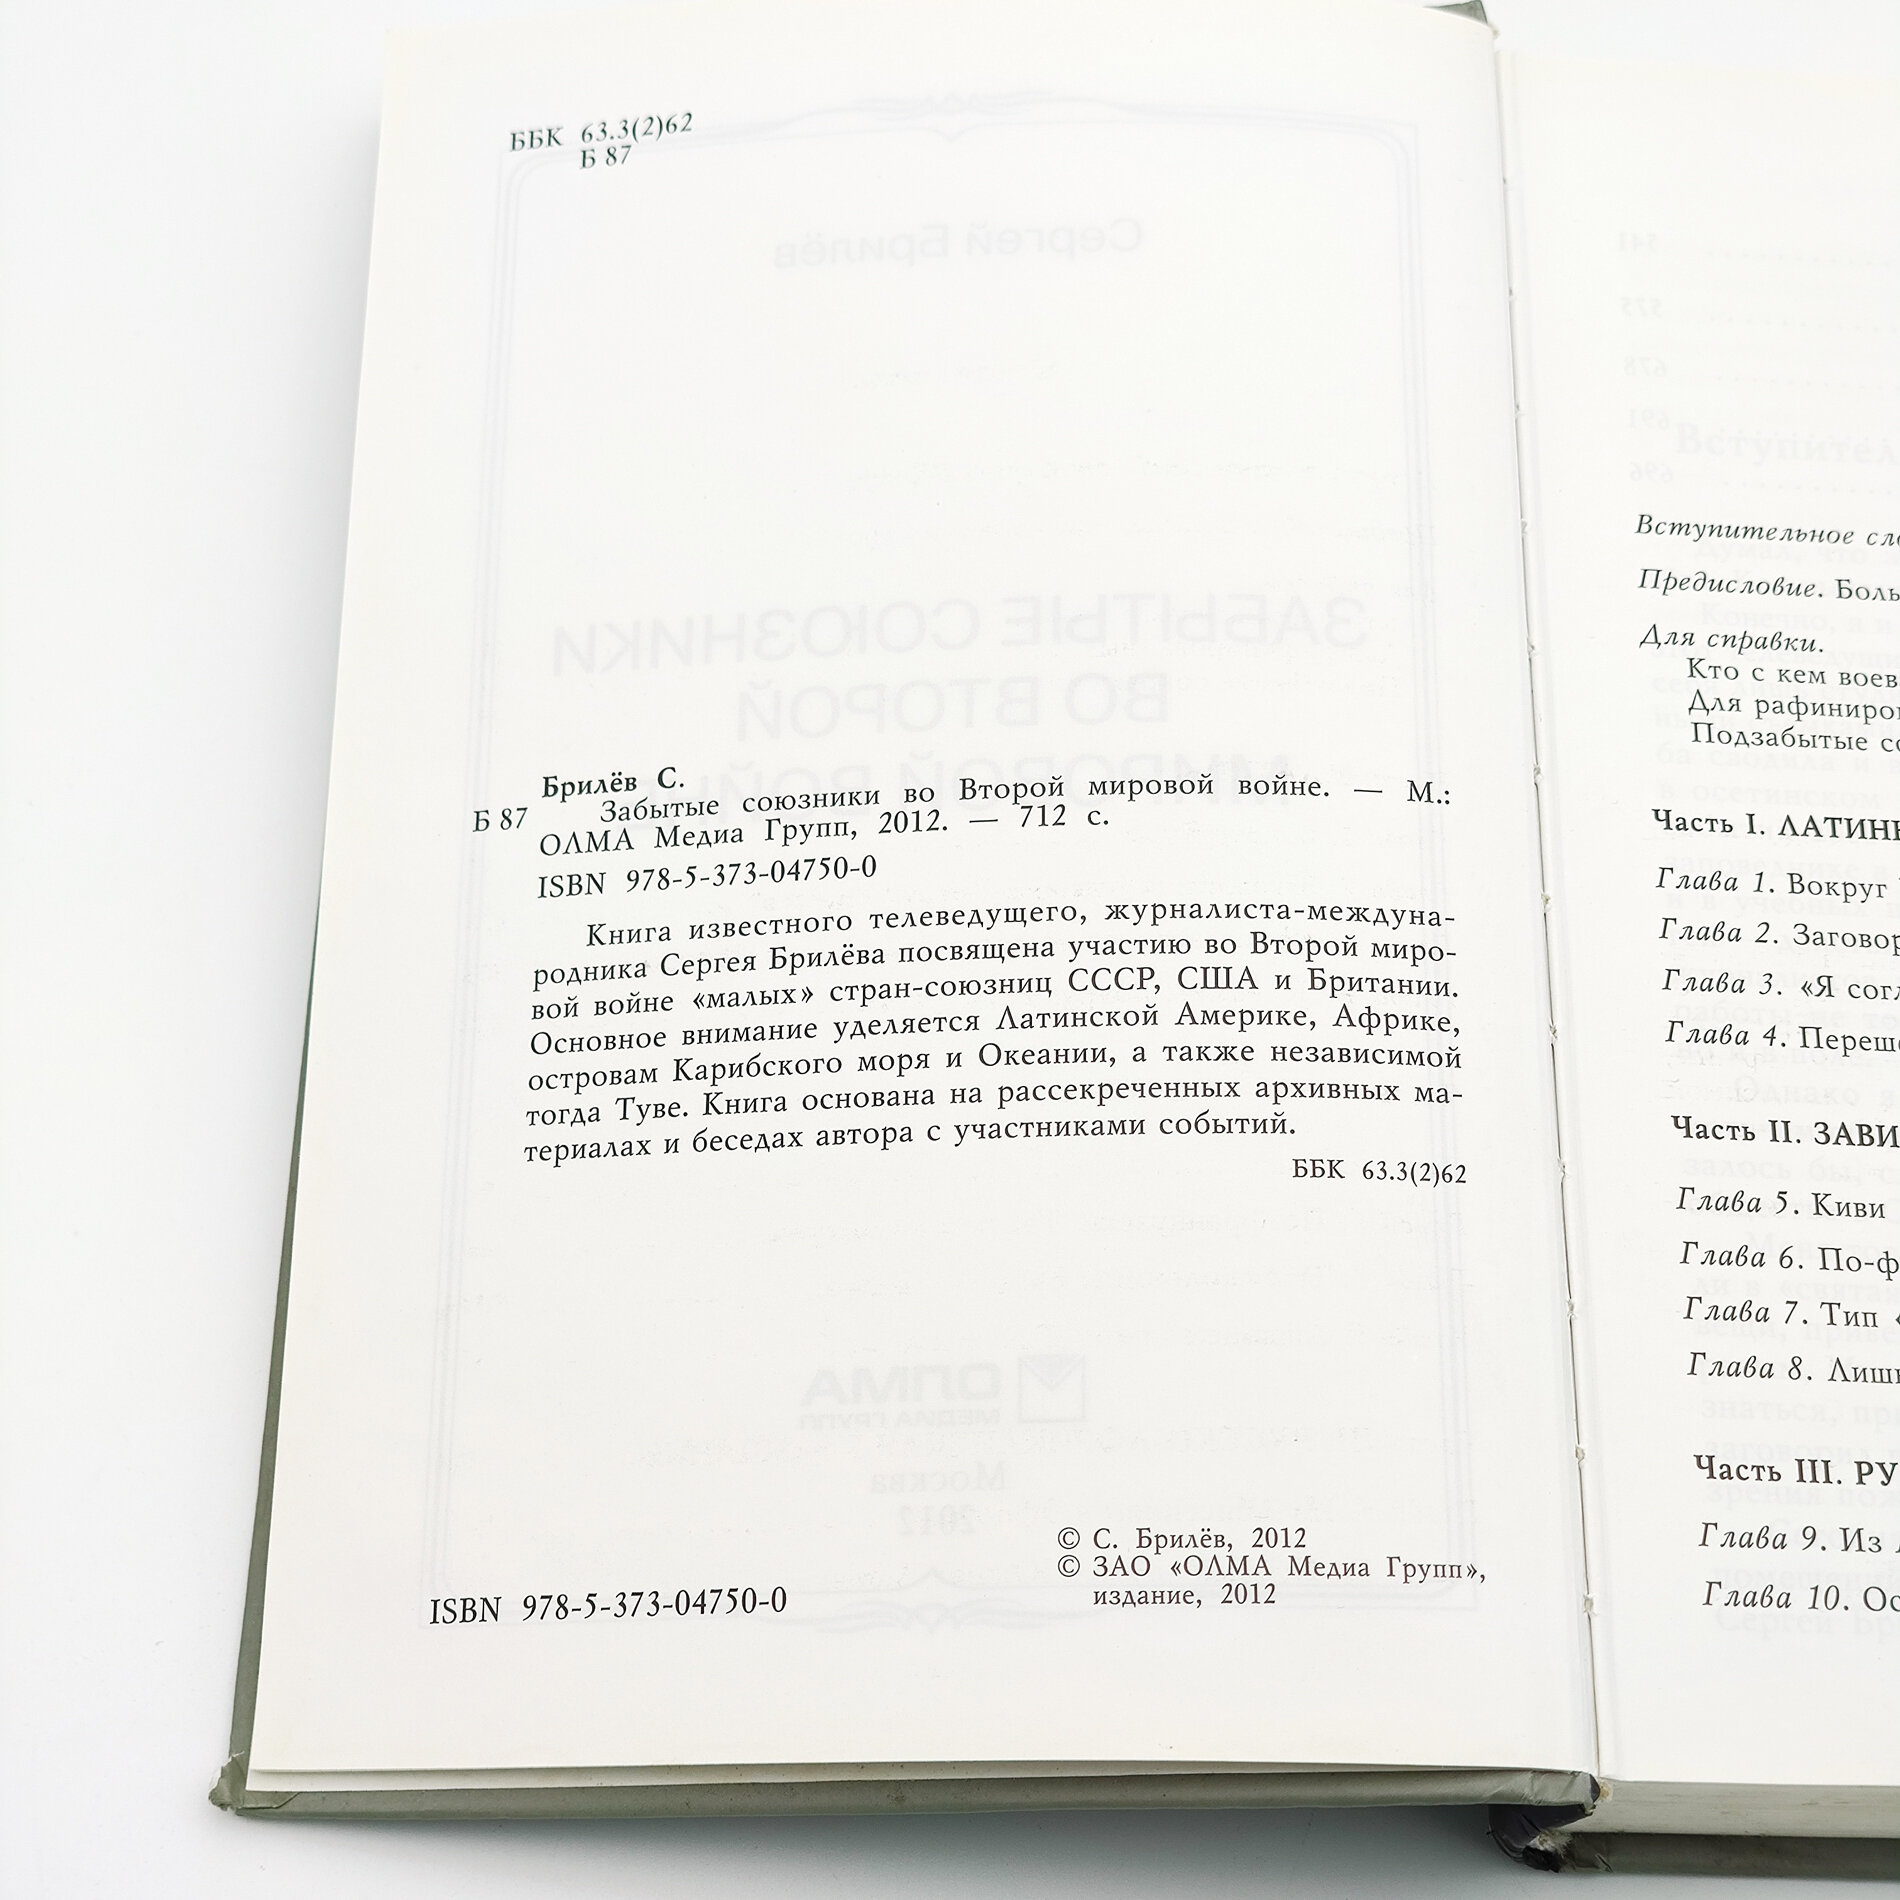 ББК 63.3(2)62
Б 87
Брилёв С.
Б 87 Забытые союзники во Второй мировой войне. — М.:
ОЛМА Медиа Групп, 2012. — 712 с.
ISBN 978-5-373-04750-0
Книга известного телеведущего, журналиста-междуна-
родника Сергея Брилёва посвящена участию во Второй миро-
вой войне «малых» стран-союзниц СССР, США и Британии.
Основное внимание уделяется Латинской Америке, Африке,
островам Карибского моря и Океании, а также независимой
тогда Туве. Книга основана на рассекреченных архивных ма-
териалах и беседах автора с участниками событий.
ББК 63.3(2)62
© С. Брилёв, 2012
© ЗАО «ОЛМА Медиа Групп»,
издание, 2012
ISBN 978-5-373-04750-0
Вступительное сл
Предисловие. Боль
Для справки.
Кто с кем воев
Для рафиниро
Подзабытые со
Часть I. ЛАТИН
Глава 1. Вокруг
Глава 2. Заговор
Глава 3. «Я согл
Глава 4. Переш
Часть II. ЗАВИ
Глава 5. Киви
Глава 6. По-ф
Глава 7. Тип «
Глава 8. Лиш
Часть III. РУ
Глава 9. Из
Глава 10. Ос